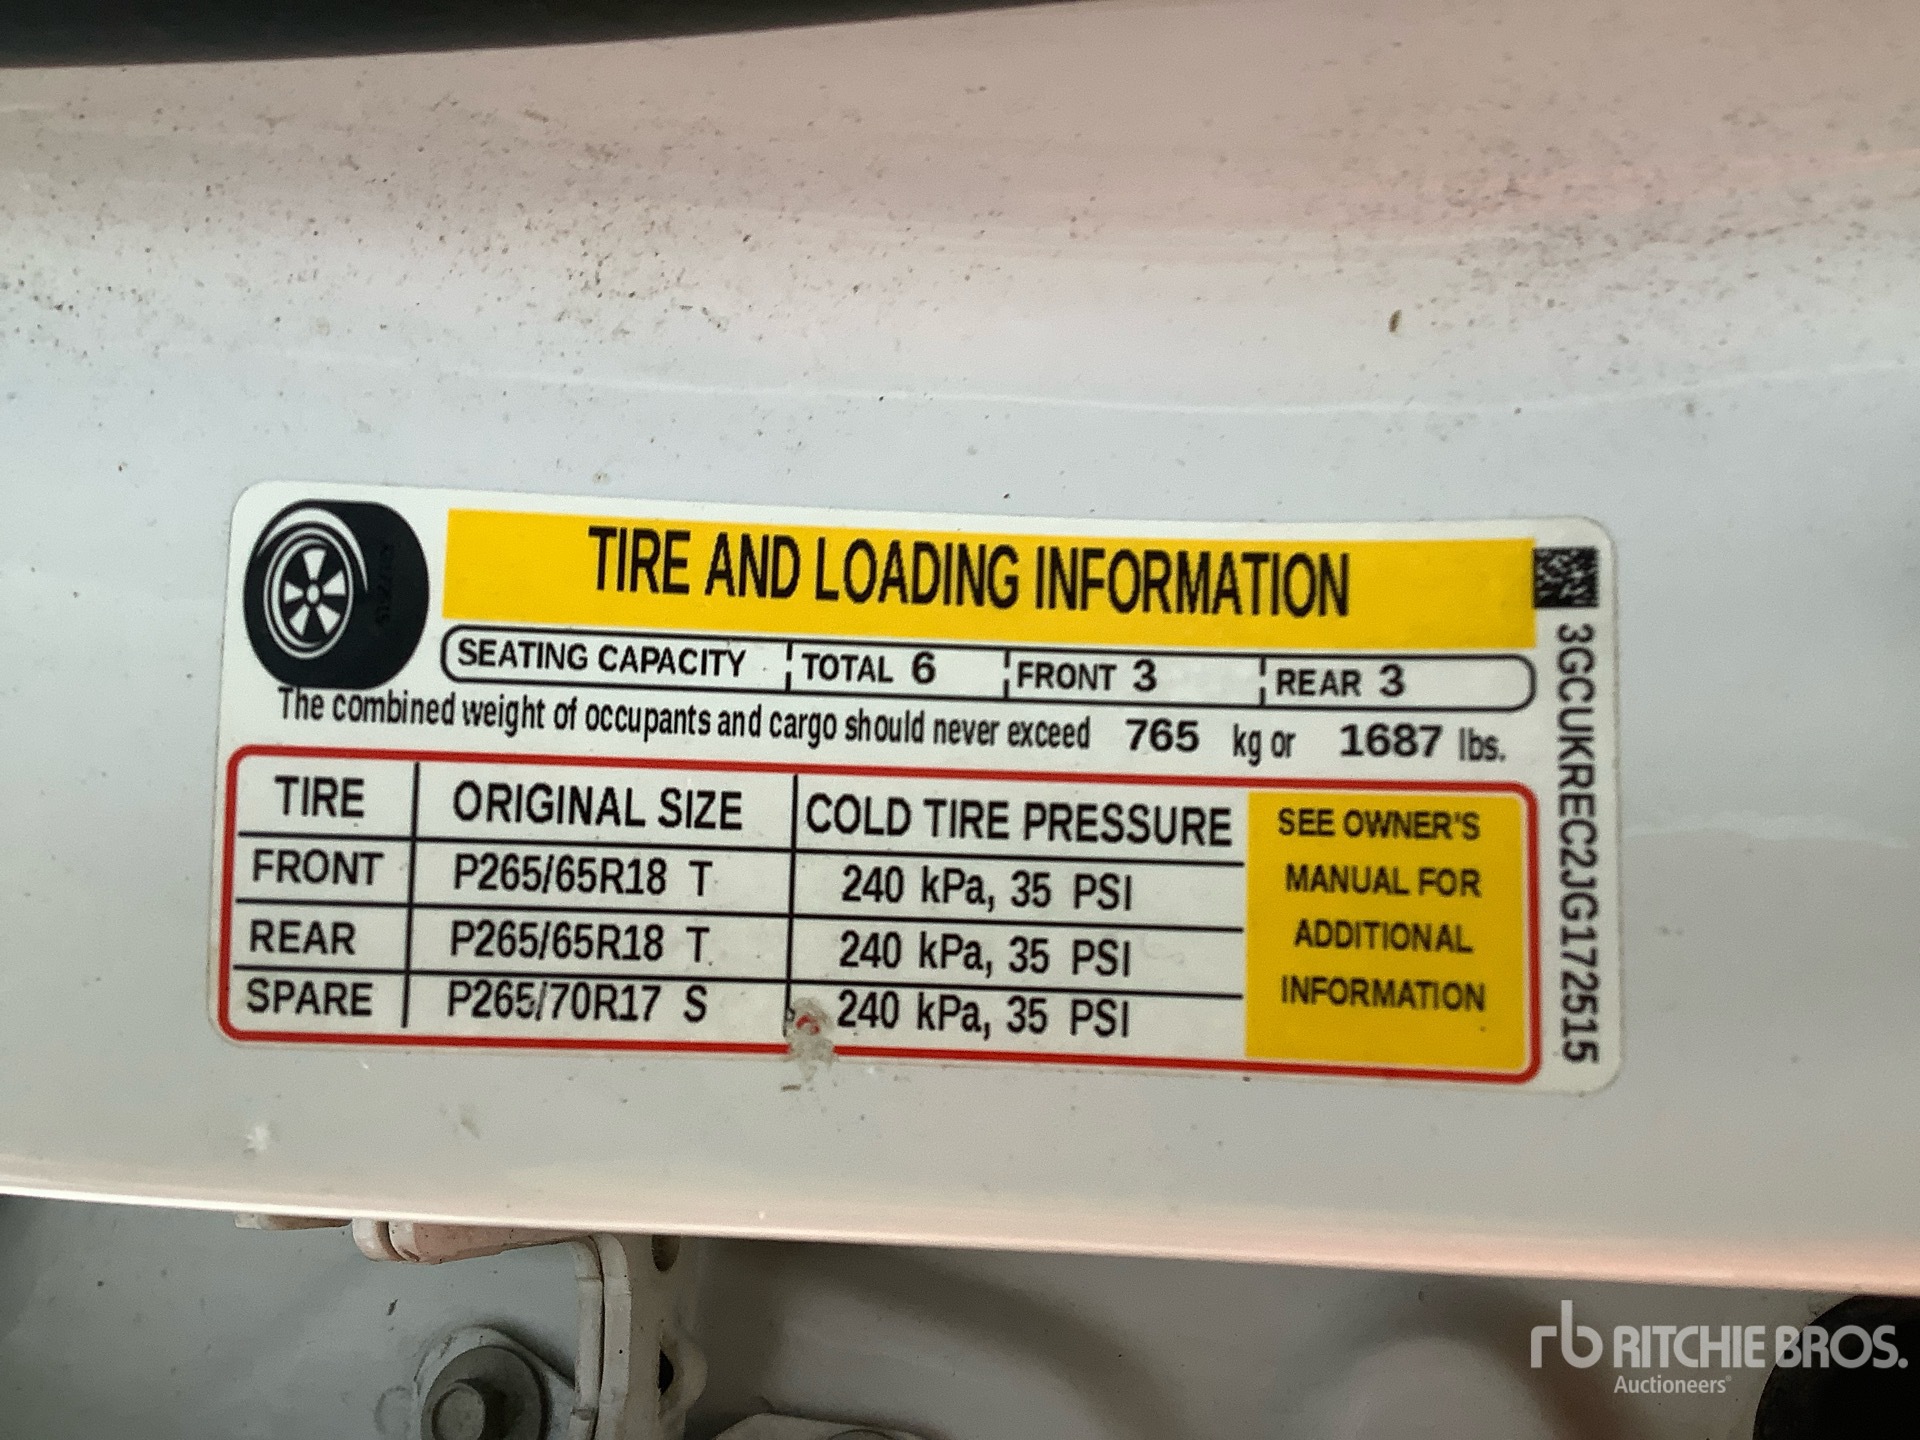 TIRE AND LOADING INFORMATION
SEATING CAPACITY TOTAL 6 FRONT 3 REAR 3
The combined weight of occupants and cargo should never exceed 765 kg or 1687 lbs.
TIRE ORIGINAL SIZE COLD TIRE PRESSURE
FRONT P265/65R18 T 240 kPa, 35 PSI
REAR P265/65R18 T 240 kPa, 35 PSI
SPARE P265/70R17 S 240 kPa, 35 PSI
SEE OWNER'S
MANUAL FOR
ADDITIONAL
INFORMATION
3GCUKREC2JG172515
rb RITCHIE BROS.
Auctioneers